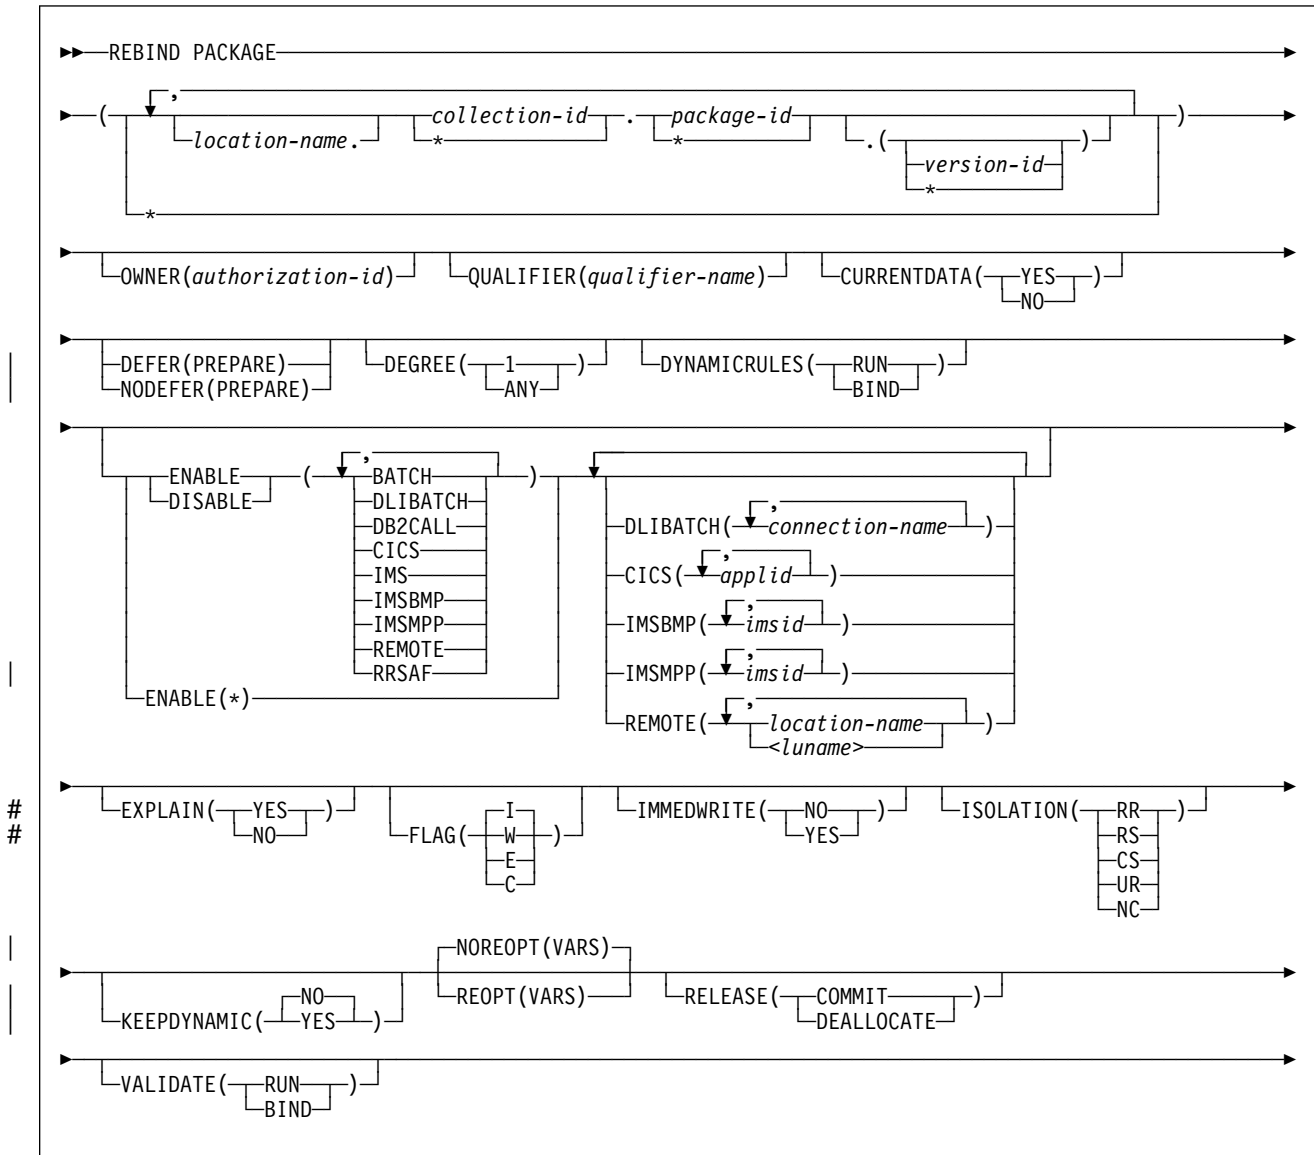 REBIND PACKAGE
,
( location-name. collection-id . package-id .( version-id ) )
* * *
*
OWNER(authorization-id) QUALIFIER(qualifier-name) CURRENTDATA( YES )
NO
DEFER(PREPARE) DEGREE( 1 ) DYNAMICRULES( RUN )
| NODEFER(PREPARE) ANY BIND
, 
ENABLE ( BATCH )
DISABLE DLIBATCH ,
DB2CALL DLIBATCH( connection-name )
CICS ,
IMS CICS( applid )
IMSBMP ,
IMSMPP IMSBMP( imsid )
REMOTE ,
| RRSAF IMSMPP( imsid )
ENABLE(*) ,
REMOTE( location-name )
<luname>
# EXPLAIN( YES ) FLAG( I ) IMMEDWRITE( NO ) ISOLATION( RR )
# NO W YES RS
E CS
C UR
NC
| NOREOPT(VARS)
| KEEPDYNAMIC( NO ) REOPT(VARS) RELEASE( COMMIT )
YES DEALLOCATE
VALIDATE( RUN )
BIND